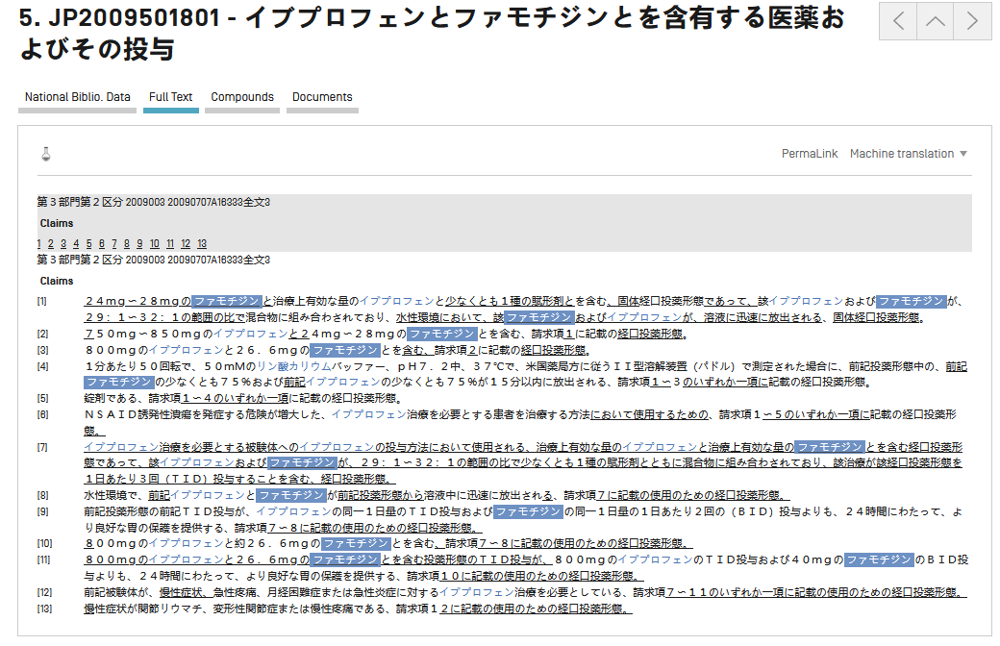 5. JP2009501801 - イブプロフェンとファモチジンとを含有する医薬お
よびその投与
National Biblio. Data
Full Text
Compounds
Documents
PermaLink
Machine translation
第３部門第２区分 2009003 20090707A16333全文3
Claims
1 2 3 4 5 6 7 8 9 10 11 12 13
第３部門第２区分 2009003 20090707A16333全文3
Claims
[1] ２４ｍｇ～２８ｍｇのファモチジンと治療上有効な量のイブプロフェンと少なくとも１種の賦形剤とを含む、固体経口投薬形態であって、該イブプロフェンおよびファモチジンが、
２９：１～３２：１の範囲の比で混合物に組み合わされており、水性環境において、該ファモチジンおよびイブプロフェンが、溶液に迅速に放出される、固体経口投薬形態。
[2] ７５０ｍｇ～８５０ｍｇのイブプロフェンと２４ｍｇ～２８ｍｇのファモチジンとを含む、請求項１に記載の経口投薬形態。
[3] ８００ｍｇのイブプロフェンと２６．６ｍｇのファモチジンとを含む、請求項２に記載の経口投薬形態。
[4] １分あたり５０回転で、５０ｍＭのリン酸カリウムバッファー、ｐＨ７．２中、３７℃で、米国薬局方に従うＩＩ型溶解装置（パドル）で測定された場合に、前記投薬形態中の、前記
ファモチジンの少なくとも７５％および前記イブプロフェンの少なくとも７５％が１５分以内に放出される、請求項１～３のいずれか一項に記載の経口投薬形態。
[5] 錠剤である、請求項１～４のいずれか一項に記載の経口投薬形態。
[6] ＮＳＡＩＤ誘発性潰瘍を発症する危険が増大した、イブプロフェン治療を必要とする患者を治療する方法において使用するための、請求項１～５のいずれか一項に記載の経口投薬形
態。
[7] イブプロフェン治療を必要とする被験体へのイブプロフェンの投与方法において使用される、治療上有効な量のイブプロフェンと治療上有効な量のファモチジンとを含む経口投薬形
態であって、該イブプロフェンおよびファモチジンが、２９：１～３２：１の範囲の比で少なくとも１種の賦形剤とともに混合物に組み合わされており、該治療が該経口投薬形態を
１日あたり３回（ＴＩＤ）投与することを含む、経口投薬形態。
[8] 水性環境で、前記イブプロフェンとファモチジンが前記投薬形態から溶液中に迅速に放出される、請求項７に記載の使用のための経口投薬形態。
[9] 前記投薬形態の前記ＴＩＤ投与が、イブプロフェンの同一１日量のＴＩＤ投与およびファモチジンの同一１日量の１日あたり２回の（ＢＩＤ）投与よりも、２４時間にわたって、よ
り良好な胃の保護を提供する、請求項７～８に記載の使用のための経口投薬形態。
[10] ８００ｍｇのイブプロフェンと約２６．６ｍｇのファモチジンとを含む、請求項７～８に記載の使用のための経口投薬形態。
[11] ８００ｍｇのイブプロフェンと２６．６ｍｇのファモチジンとを含む投薬形態のＴＩＤ投与が、８００ｍｇのイブプロフェンのＴＩＤ投与および４０ｍｇのファモチジンのＢＩＤ投
与よりも、２４時間にわたって、より良好な胃の保護を提供する、請求項１０に記載の使用のための経口投薬形態。
[12] 前記被験体が、慢性症状、急性疼痛、月経困難症または急性炎症に対するイブプロフェン治療を必要としている、請求項７～１１のいずれか一項に記載の使用のための経口投薬形態。
[13] 慢性症状が関節リウマチ、変形性関節症または慢性疼痛である、請求項１２に記載の使用のための経口投薬形態。